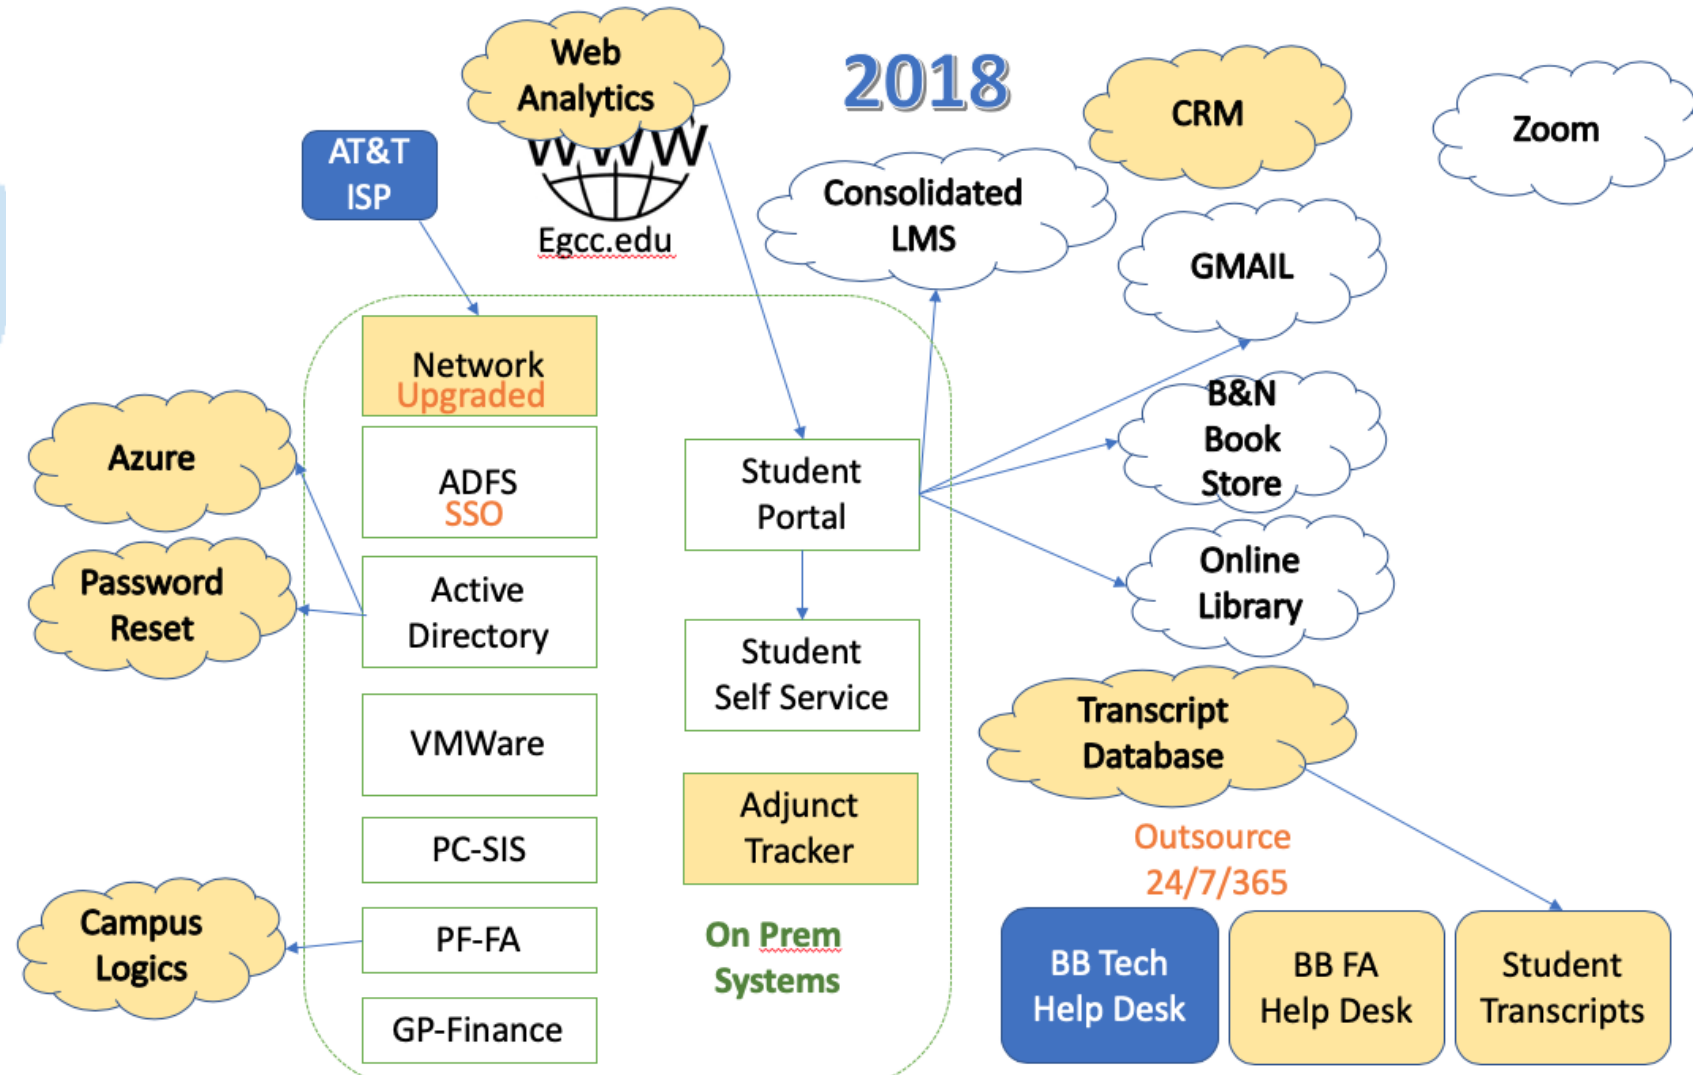 Web
Analytics
2018
CRM
Zoom
AT&T
ISP
WWW
Egcc.edu
Consolidated
LMS
GMAIL
Network
Upgraded
B&N
Book
Store
Azure
ADFS
SSO
Student
Portal
Online
Library
Password
Reset
Active
Directory
Student
Self Service
Transcript
Database
VMWare
Adjunct
Tracker
PC-SIS
Outsource
24/7/365
Campus
Logics
PF-FA
On Prem
Systems
BB Tech
Help Desk
BB FA
Help Desk
Student
Transcripts
GP-Finance